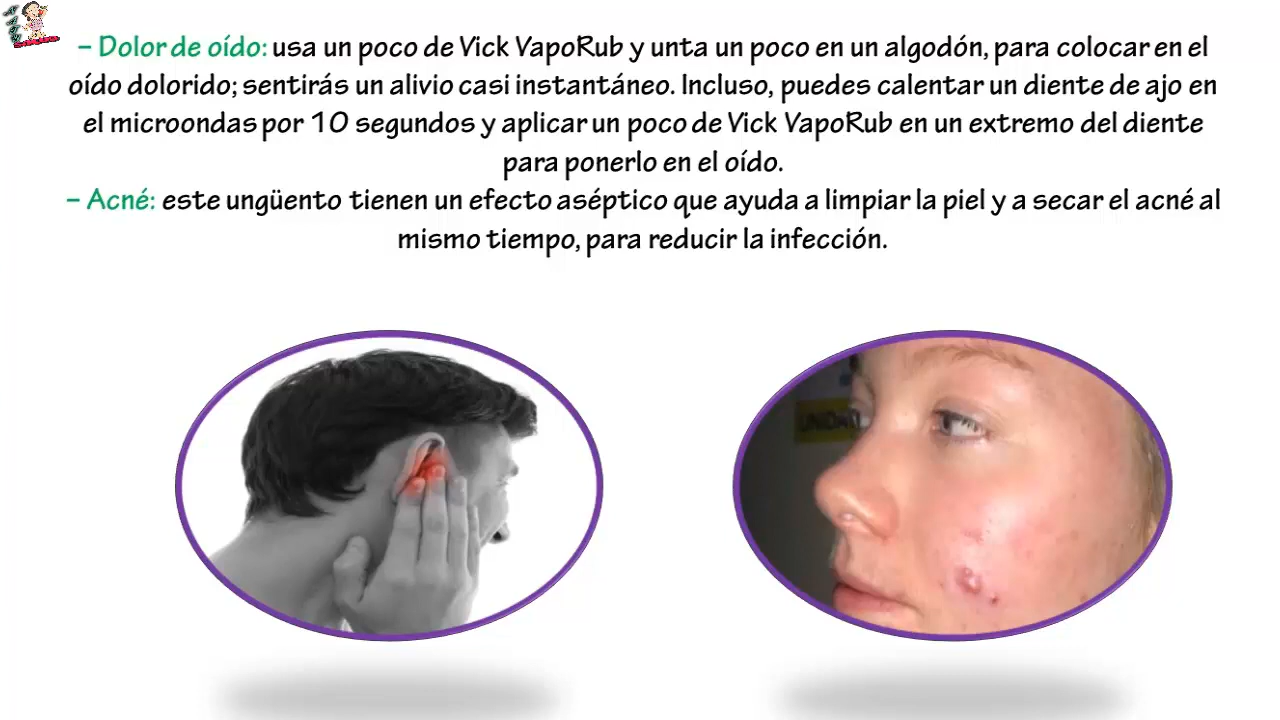 – Dolor de oído: usa un poco de Vick VapoRub y unta un poco en un algodón, para colocar en el
oído dolorido; sentirás un alivio casi instantáneo. Incluso, puedes calentar un diente de ajo en
el microondas por 10 segundos y aplicar un poco de Vick VapoRub en un extremo del diente
para ponerlo en el oído.
– Acné: este ungüento tienen un efecto aséptico que ayuda a limpiar la piel y a secar el acné al
mismo tiempo, para reducir la infección.